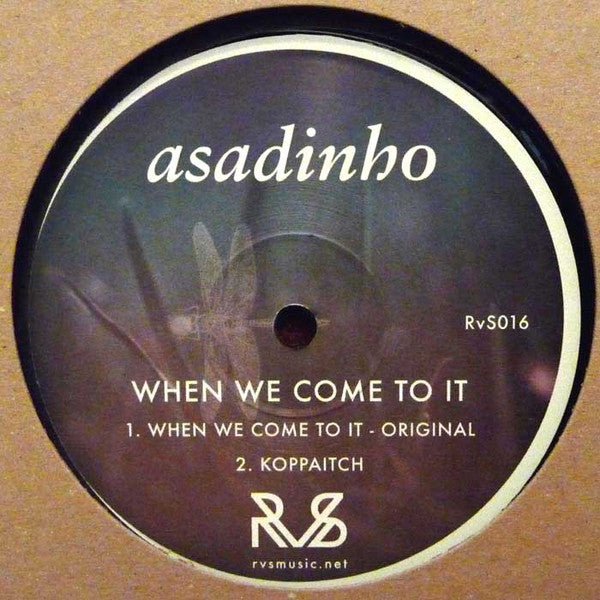 asadinho
RvS016
WHEN WE COME TO IT
1. WHEN WE COME TO IT - ORIGINAL
2. KOPPAITCH
RVS
rvsmusic.net